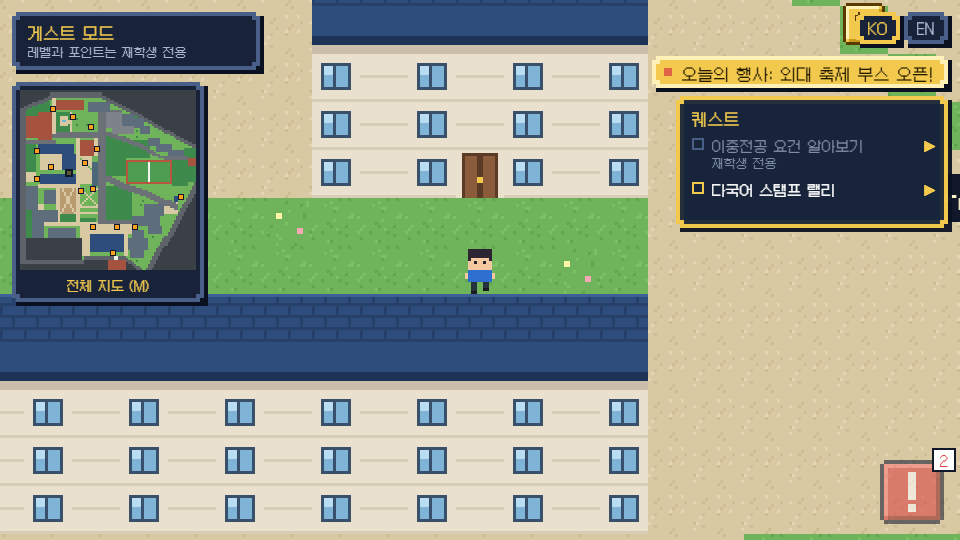 게스트 모드
레벨과 포인트는 재학생 전용
KO
EN
오늘의 행사: 외대 축제 부스 오픈!
퀘스트
이중전공 요건 알아보기
재학생 전용
다국어 스탬프 랠리
전체 지도 (M)
2